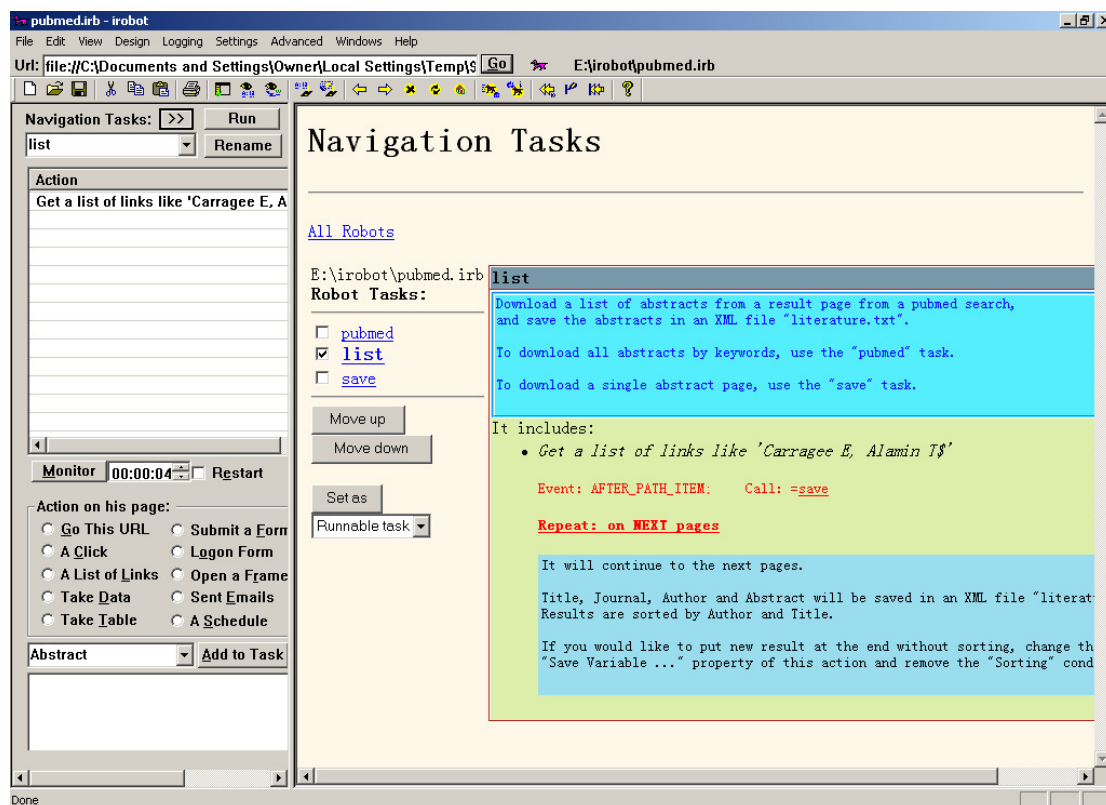 pubmed.irb - irobot
File Edit View Design Logging Settings Advanced Windows Help
Url: file://C:\Documents and Settings\Owner\Local Settings\Temp\$ Go E:\irobot\pubmed.irb
Navigation Tasks: >> Run
list Rename
Action
Get a list of links like 'Carragee E, A
Monitor 00:00:04 Restart
Action on his page:
Go This URL Submit a Form
A Click Logon Form
A List of Links Open a Frame
Take Data Sent Emails
Take Table A Schedule
Abstract Add to Task
Navigation Tasks
All Robots
E:\irobot\pubmed.irb
Robot Tasks:
pubmed
list
save
Move up
Move down
Set as
Runnable task
list
Download a list of abstracts from a result page from a pubmed search,
and save the abstracts in an XML file "literature.txt".
To download all abstracts by keywords, use the "pubmed" task.
To download a single abstract page, use the "save" task.
It includes:
• Get a list of links like 'Carragee E, Alamin T$'
Event: AFTER_PATH_ITEM; Call: =save
Repeat: on NEXT pages
It will continue to the next pages.
Title, Journal, Author and Abstract will be saved in an XML file "literat
Results are sorted by Author and Title.
If you would like to put new result at the end without sorting, change th
"Save Variable ..." property of this action and remove the "Sorting" cond
Done